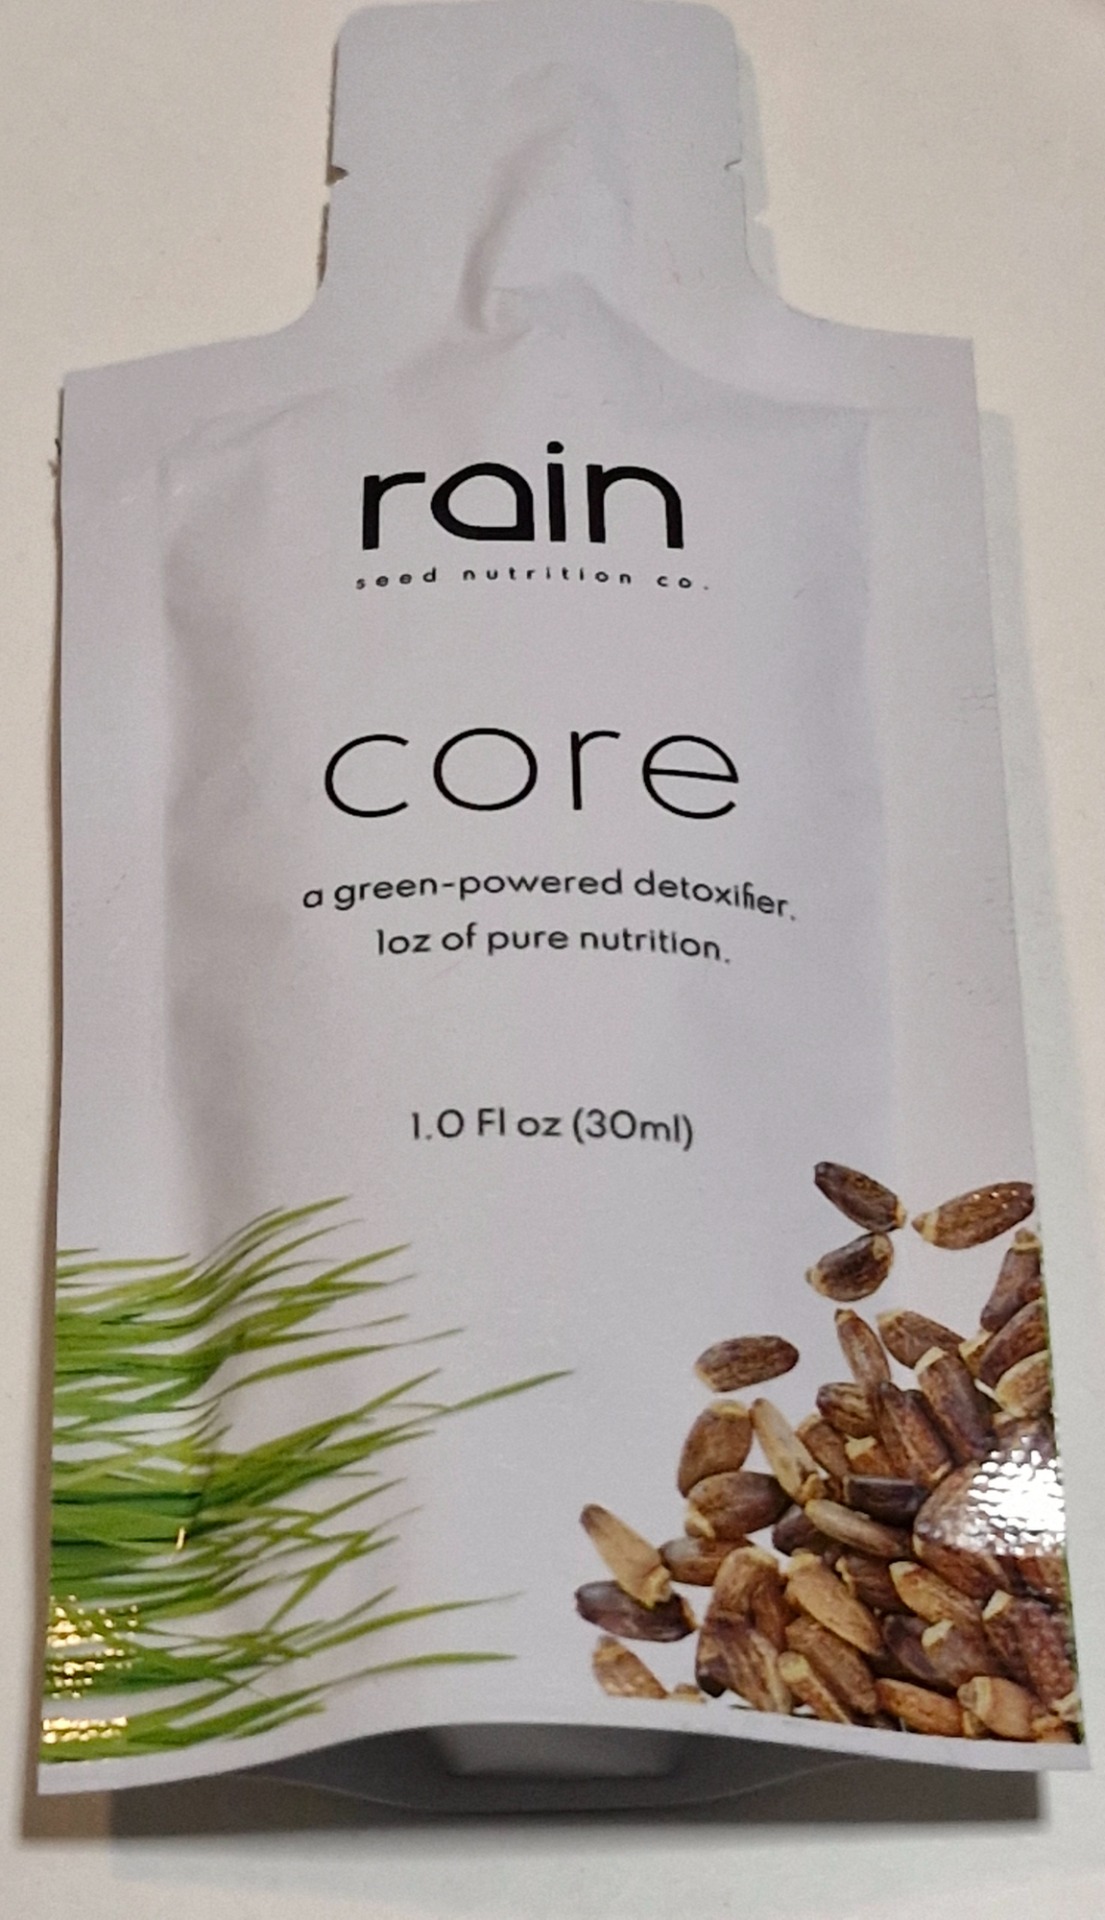 rain
seed nutrition co.
core
a green-powered detoxifier.
1oz of pure nutrition.
1.0 Fl oz (30ml)